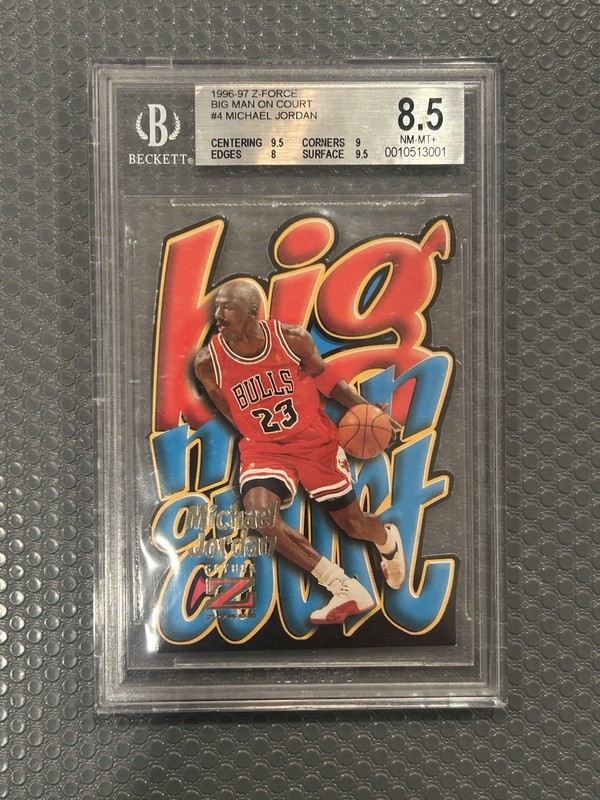 1996-97 Z-FORCE
BIG MAN ON COURT
#4 MICHAEL JORDAN
8.5
NM-MT+
0010513001
CENTERING 9.5 CORNERS 9
EDGES 8 SURFACE 9.5
B
BECKETT®
big
man
on
court
BULLS
23
Michael
Jordan
Z